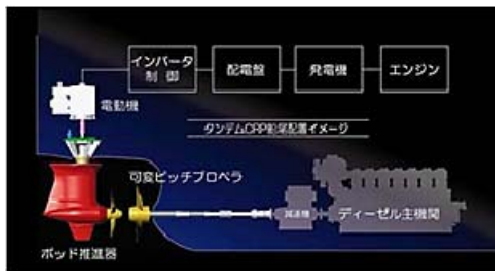 インバータ
制御
配電盤
発電機
エンジン
電動機
タンデムCRP船尾配置イメージ
可変ピッチプロペラ
減速機
ディーゼル主機関
ポッド推進器